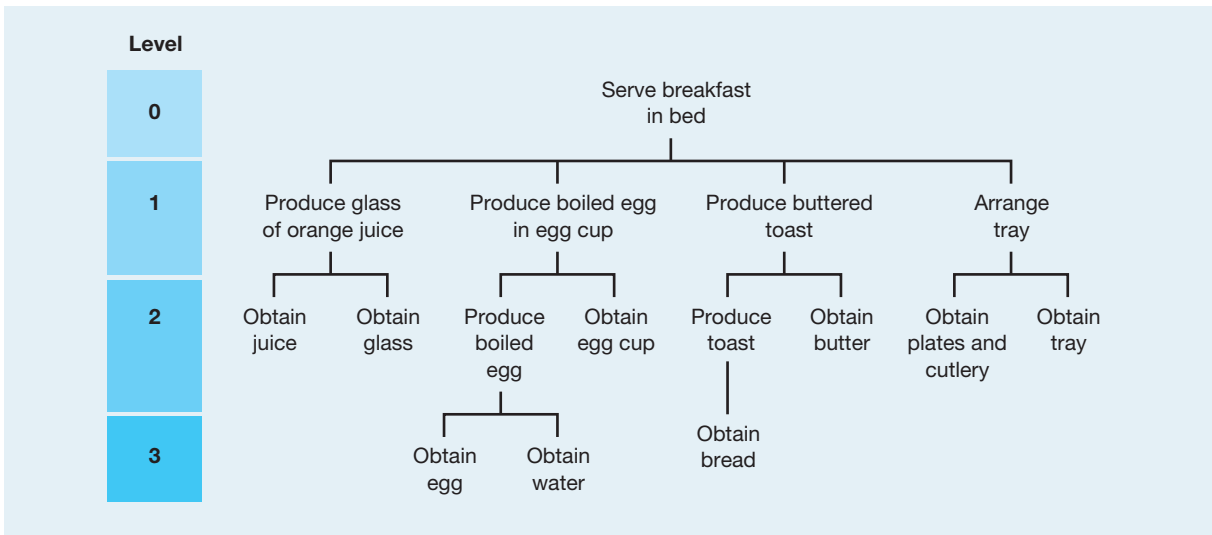 Level
0
Serve breakfast
in bed
1
Produce glass
of orange juice
Produce boiled egg
in egg cup
Produce buttered
toast
Arrange
tray
2
Obtain
juice
Obtain
glass
Produce
boiled
egg
Obtain
egg cup
Produce
toast
Obtain
butter
Obtain
plates and
cutlery
Obtain
tray
3
Obtain
egg
Obtain
water
Obtain
bread